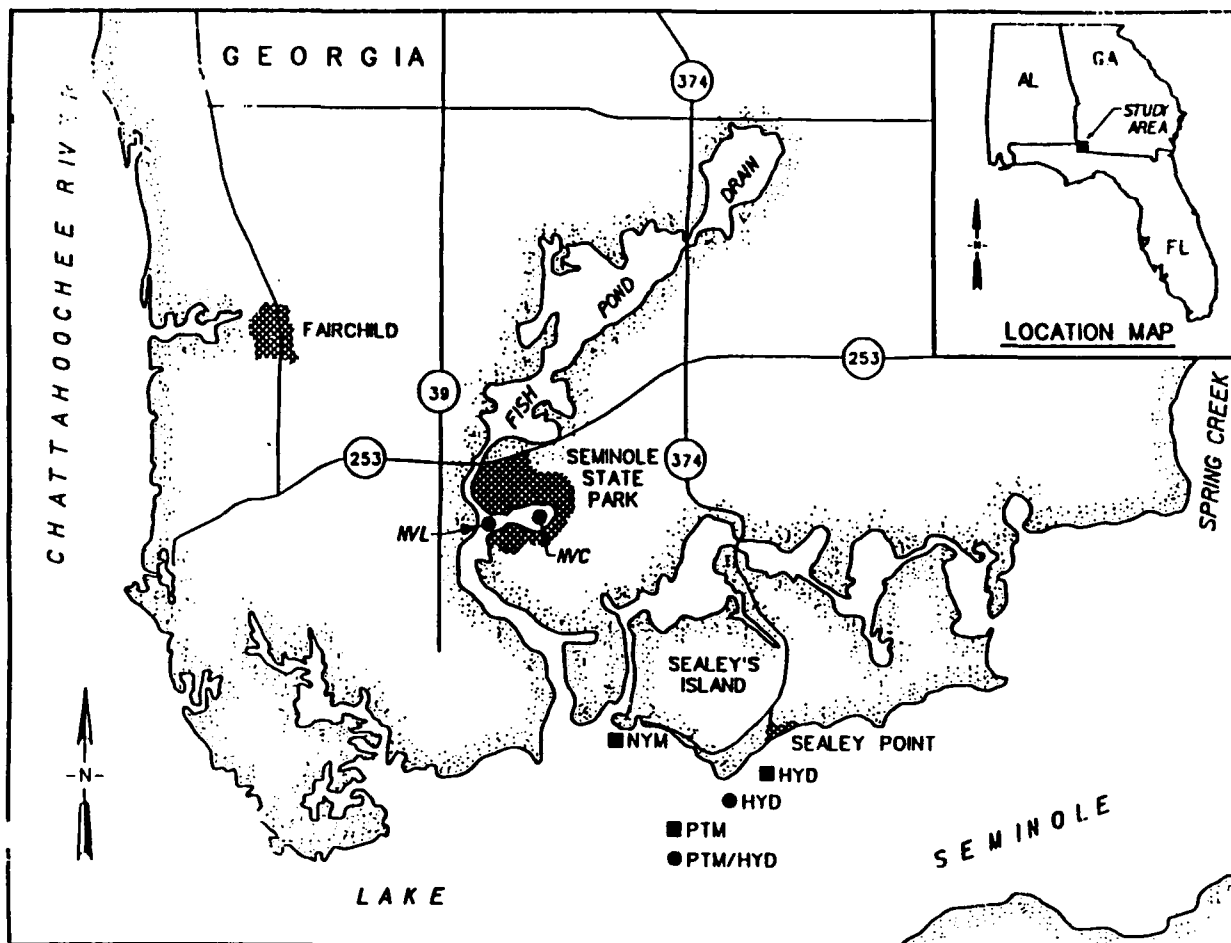 GEORGIA
374
AL
GA
STUDY
AREA
FL
-N-
LOCATION MAP
CHATTAHOOCHEE
DRAIN
POND
FISH
FAIRCHILD
39
253
253
374
SEMINOLE
STATE
PARK
NVL
NVC
SPRING CREEK
SEALEY'S
ISLAND
SEALEY POINT
NYM
HYD
HYD
PTM
PTM/HYD
-N-
LAKE
SEMINOLE